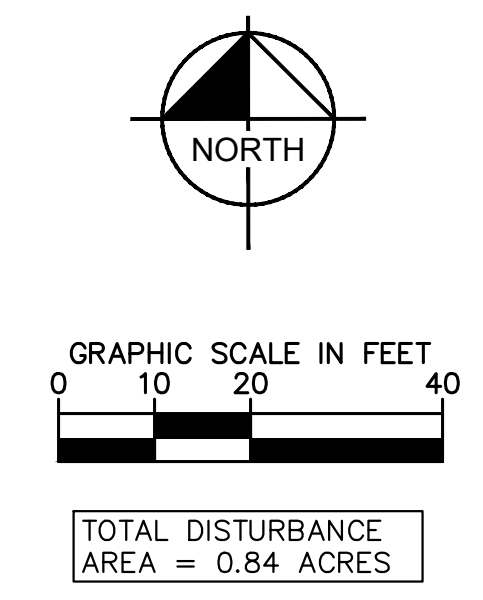 NORTH
GRAPHIC SCALE IN FEET
0 10 20 40
TOTAL DISTURBANCE
AREA = 0.84 ACRES